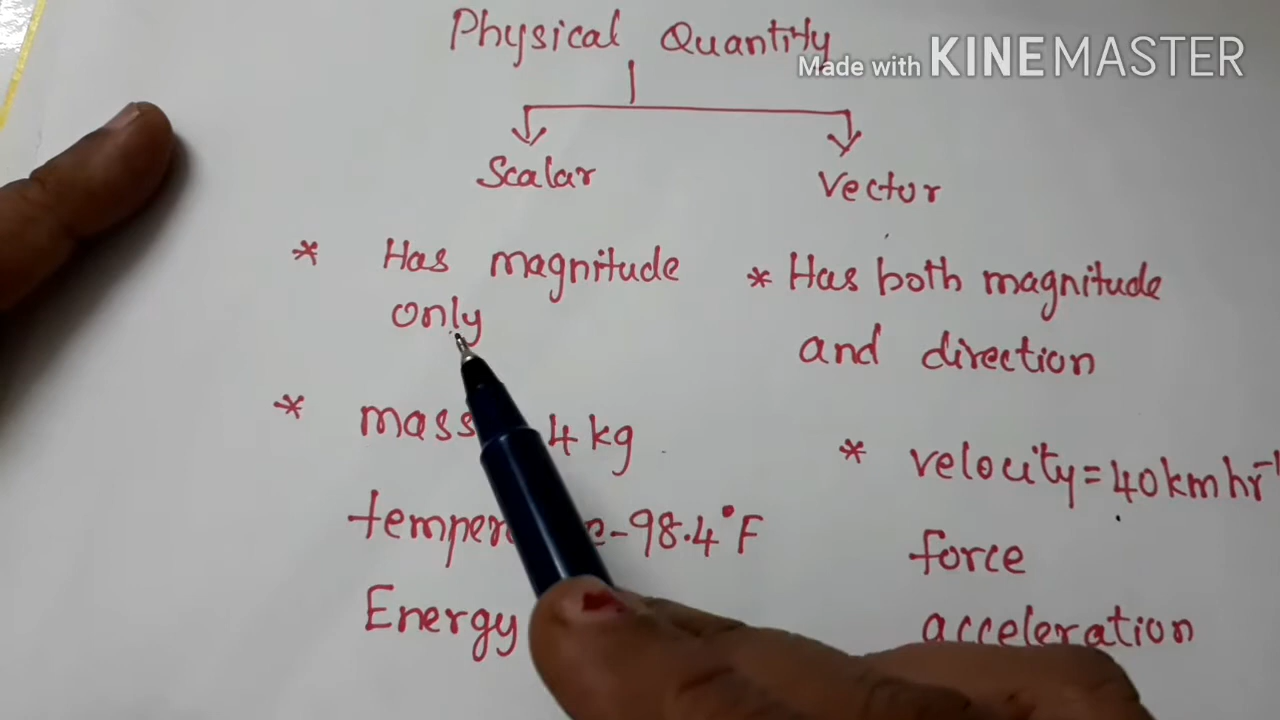 Physical Quantity
Made with KINEMASTER
Scalar
Vector
* Has magnitude
only
* Has both magnitude
and direction
* mass 4 kg
-98.4°F
Energy
* velocity = 40 km hr⁻¹
force
acceleration